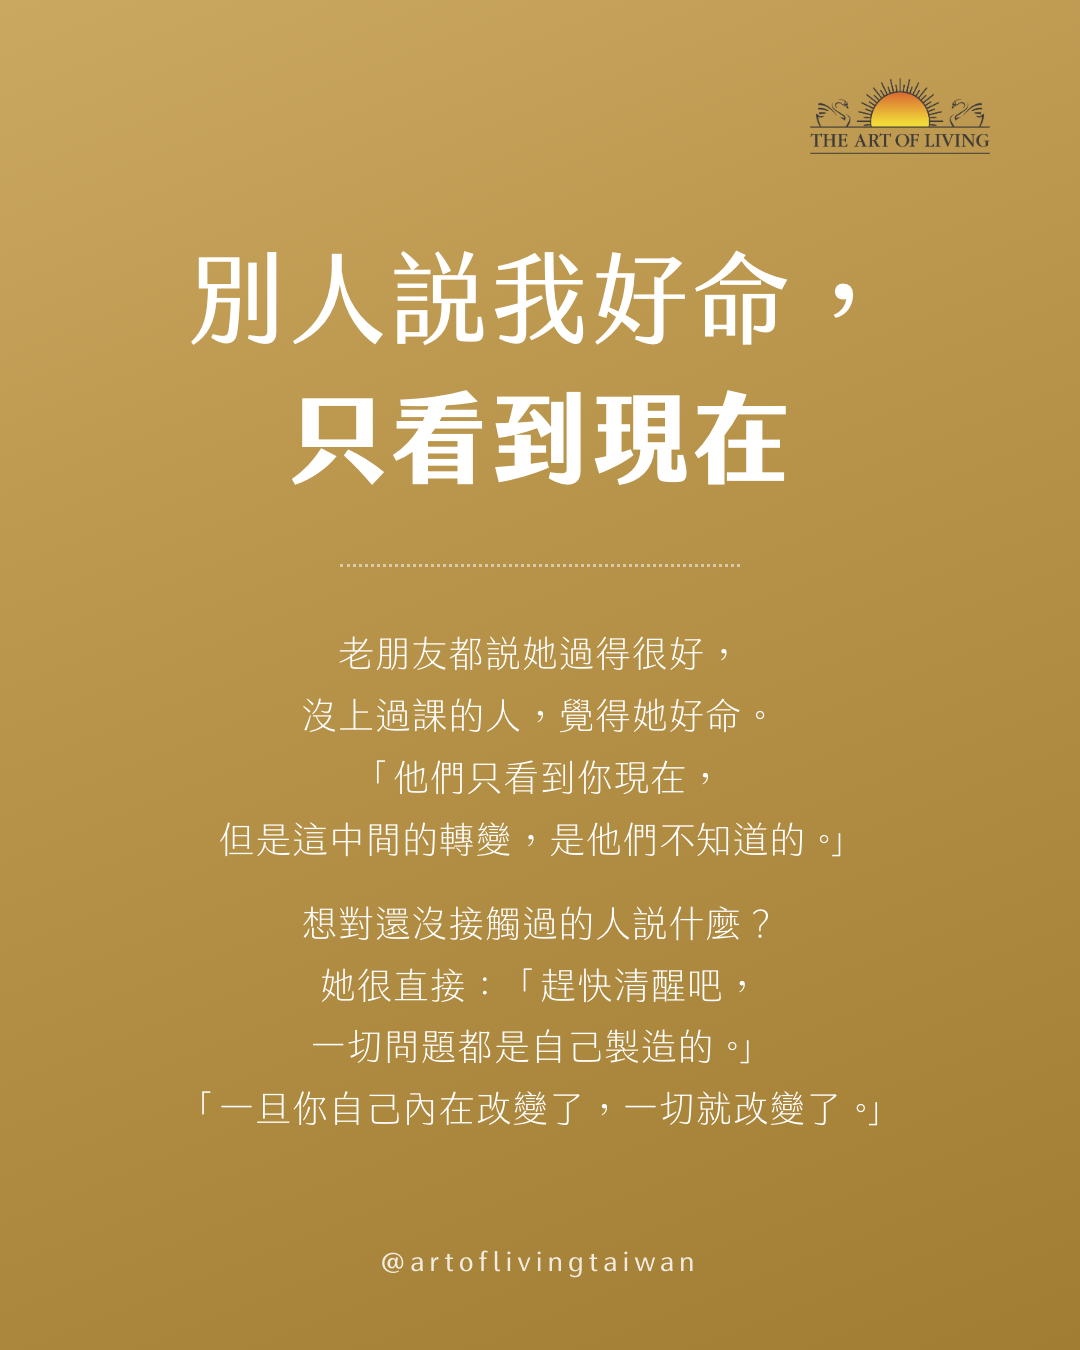 THE ART OF LIVING
別人説我好命，
只看到現在
老朋友都説她過得很好，
沒上過課的人，覺得她好命。
「他們只看到你現在，
但是這中間的轉變，是他們不知道的。」
想對還沒接觸過的人説什麼？
她很直接：「趕快清醒吧，
一切問題都是自己製造的。」
「一旦你自己內在改變了，一切就改變了。」
@artoflivingtaiwan